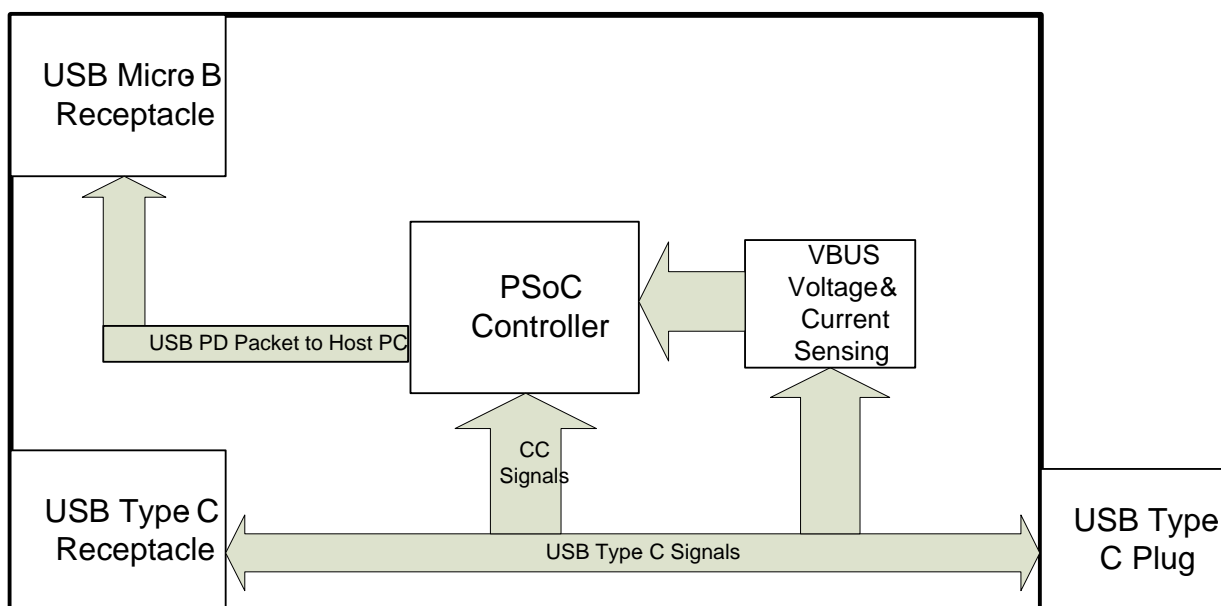 USB Micro-B
Receptacle
PSoC
Controller
VBUS
Voltage &
Current
Sensing
USB PD Packet to Host PC
CC
Signals
USB Type C
Receptacle
USB Type C Signals
USB Type
C Plug